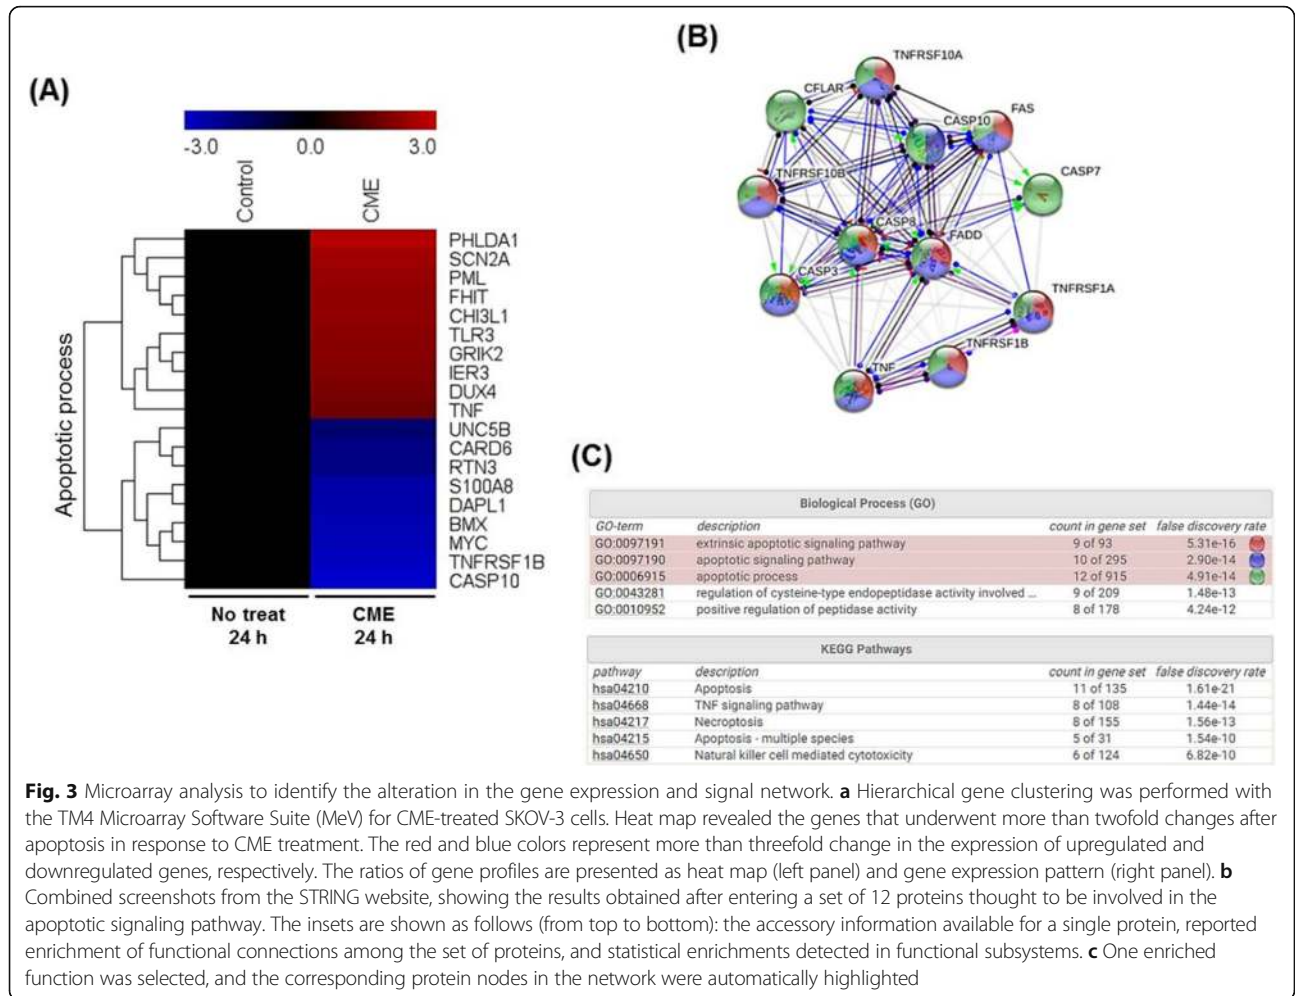 (A)
-3.0 0.0 3.0
Control
CME
Apoptotic process
PHLDA1
SCN2A
PML
FHIT
CHI3L1
TLR3
GRIK2
IER3
DUX4
TNF
UNC5B
CARD6
RTN3
S100A8
DAPL1
BMX
MYC
TNFRSF1B
CASP10
No treat
24 h
CME
24 h
(B)
TNFRSF10A
CFLAR
CASP10
FAS
TNFRSF10B
CASP7
CASP8
FADD
CASP3
TNFRSF1A
TNFRSF1B
TNF
(C)
Biological Process (GO)
GO-term description count in gene set false discovery rate
GO:0097191 extrinsic apoptotic signaling pathway 9 of 93 5.31e-16
GO:0097190 apoptotic signaling pathway 10 of 295 2.90e-14
GO:0006915 apoptotic process 12 of 915 4.91e-14
GO:0043281 regulation of cysteine-type endopeptidase activity involved ... 9 of 209 1.48e-13
GO:0010952 positive regulation of peptidase activity 8 of 178 4.24e-12
KEGG Pathways
pathway description count in gene set false discovery rate
hsa04210 Apoptosis 11 of 135 1.61e-21
hsa04668 TNF signaling pathway 8 of 108 1.44e-14
hsa04217 Necroptosis 8 of 155 1.56e-13
hsa04215 Apoptosis - multiple species 5 of 31 1.54e-10
hsa04650 Natural killer cell mediated cytotoxicity 6 of 124 6.82e-10
Fig. 3 Microarray analysis to identify the alteration in the gene expression and signal network. a Hierarchical gene clustering was performed with
the TM4 Microarray Software Suite (MeV) for CME-treated SKOV-3 cells. Heat map revealed the genes that underwent more than twofold changes after
apoptosis in response to CME treatment. The red and blue colors represent more than threefold change in the expression of upregulated and
downregulated genes, respectively. The ratios of gene profiles are presented as heat map (left panel) and gene expression pattern (right panel). b
Combined screenshots from the STRING website, showing the results obtained after entering a set of 12 proteins thought to be involved in the
apoptotic signaling pathway. The insets are shown as follows (from top to bottom): the accessory information available for a single protein, reported
enrichment of functional connections among the set of proteins, and statistical enrichments detected in functional subsystems. c One enriched
function was selected, and the corresponding protein nodes in the network were automatically highlighted